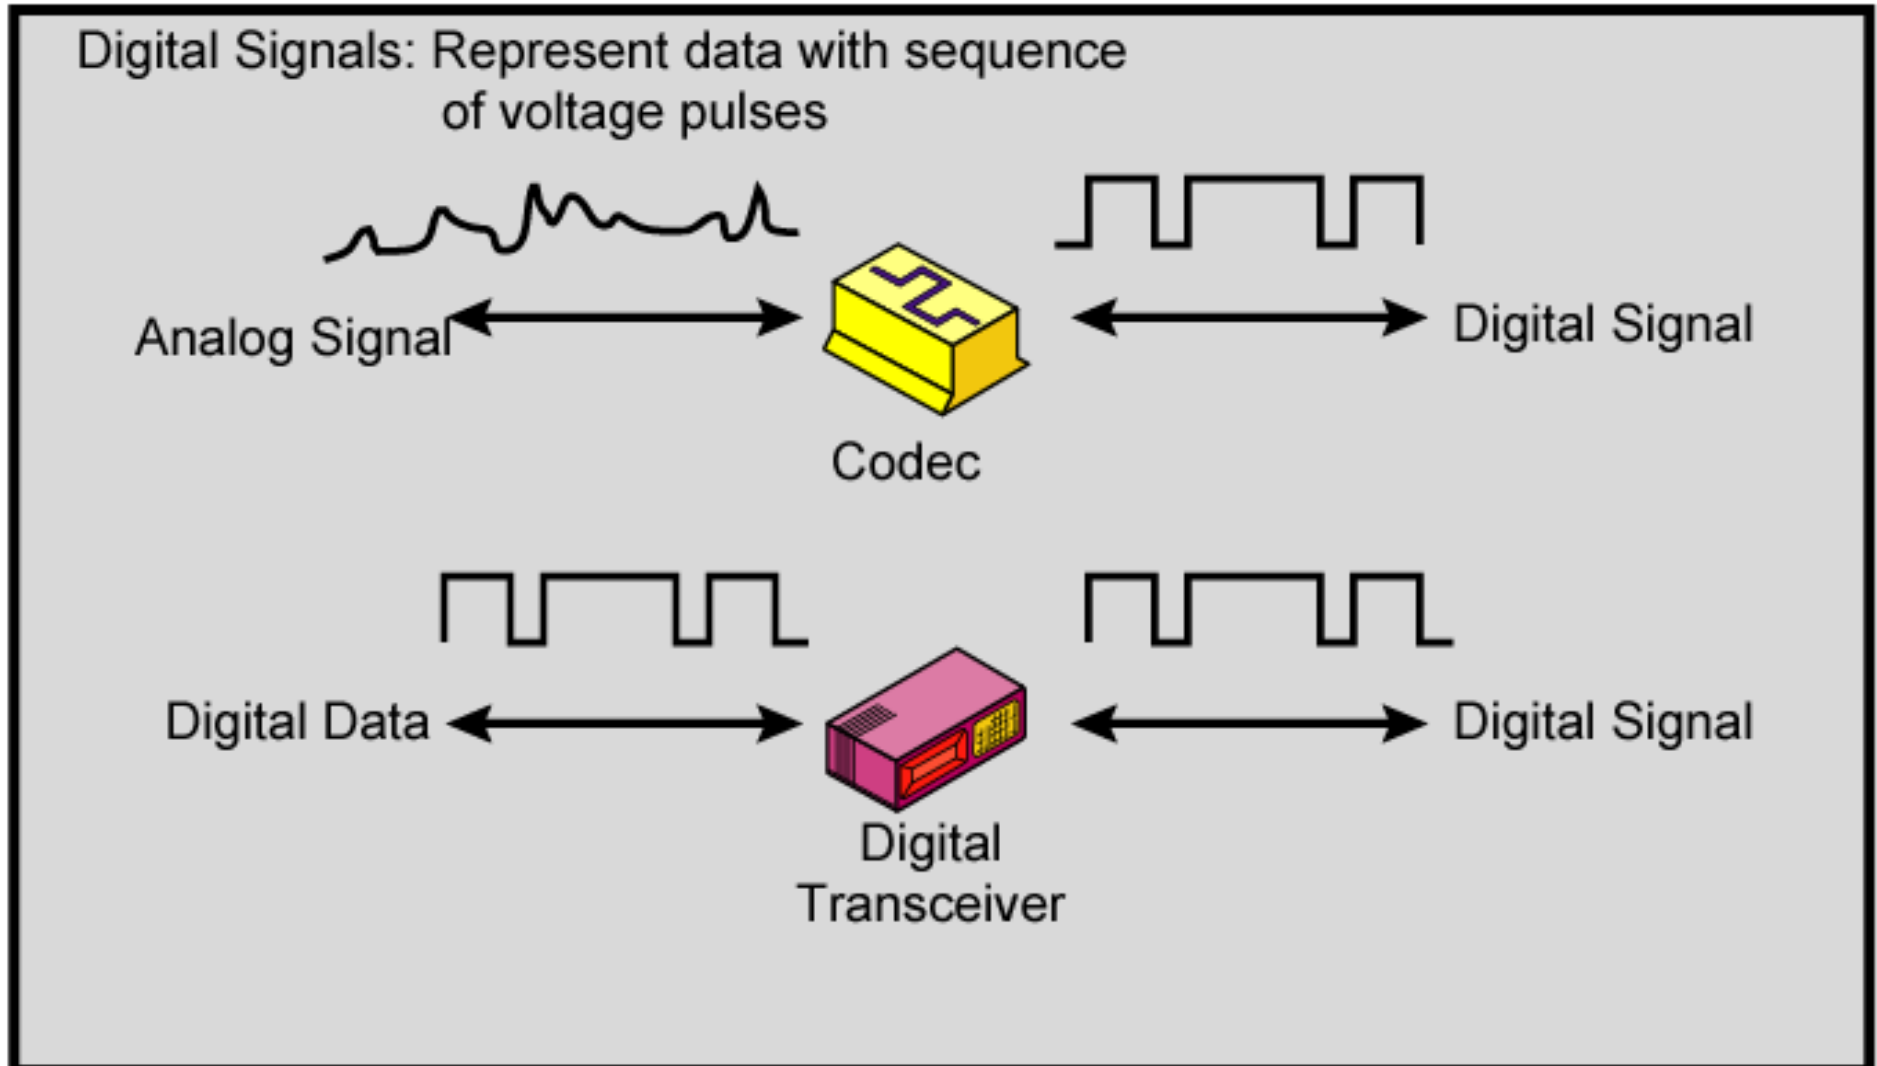 Digital Signals: Represent data with sequence
of voltage pulses
Analog Signal
Digital Signal
Codec
Digital Data
Digital Signal
Digital
Transceiver